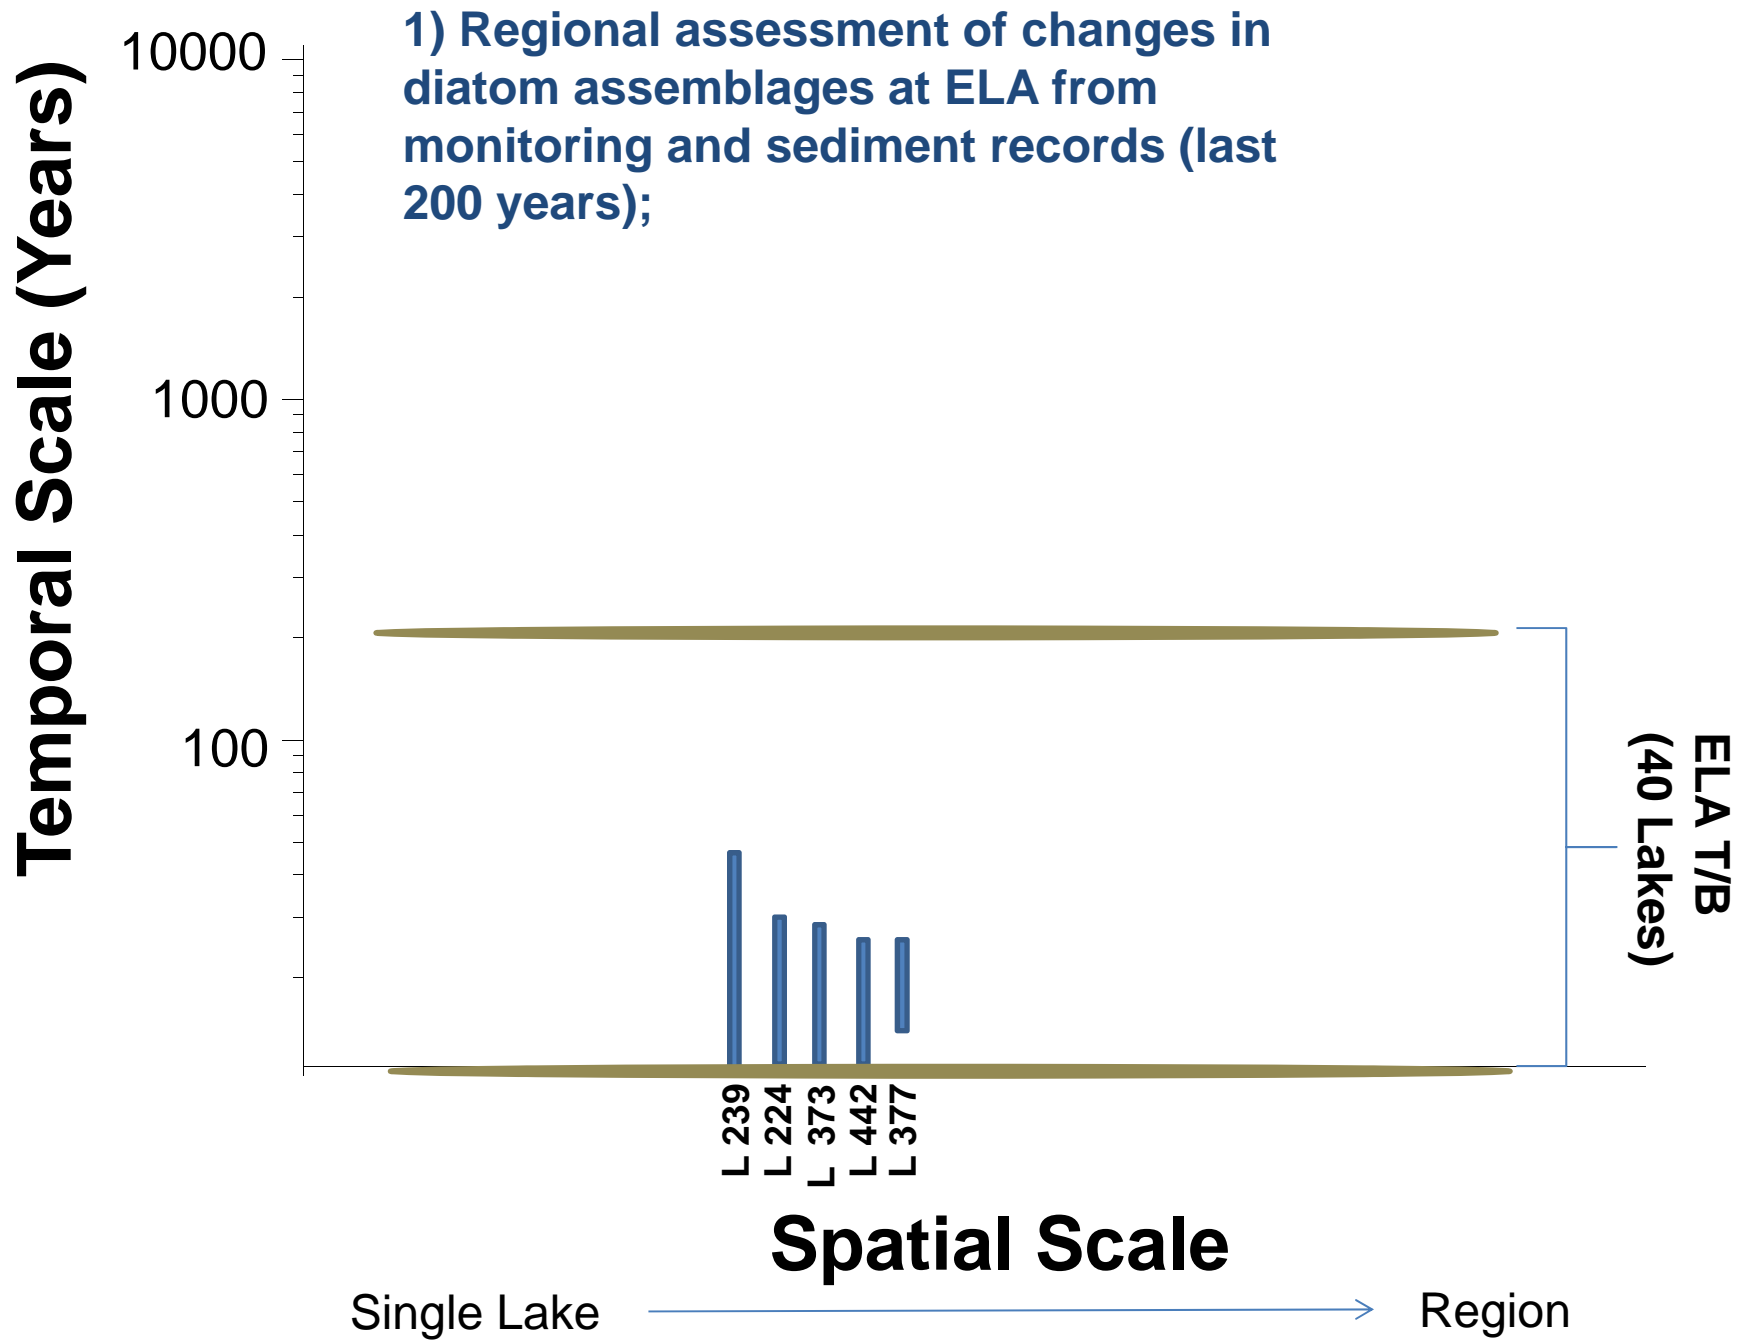 1) Regional assessment of changes in
diatom assemblages at ELA from
monitoring and sediment records (last
200 years);
Temporal Scale (Years)
10000
1000
100
ELA T/B
(40 Lakes)
L 239
L 224
L 373
L 442
L 377
Spatial Scale
Single Lake
Region